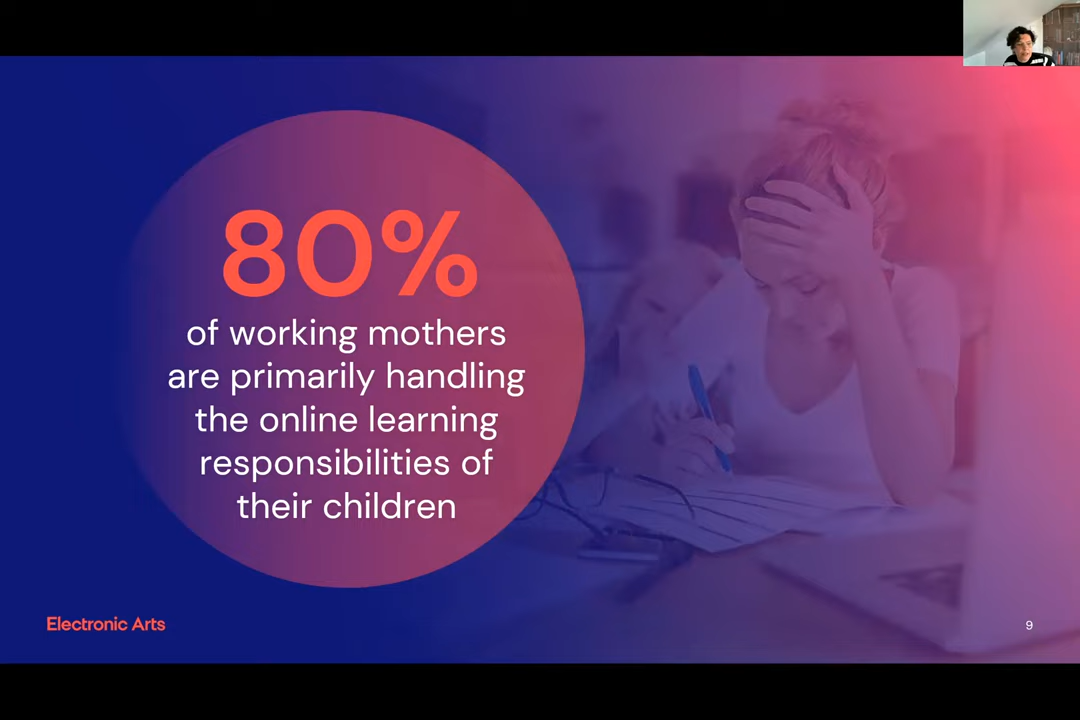 80%
of working mothers
are primarily handling
the online learning
responsibilities of
their children
Electronic Arts
9